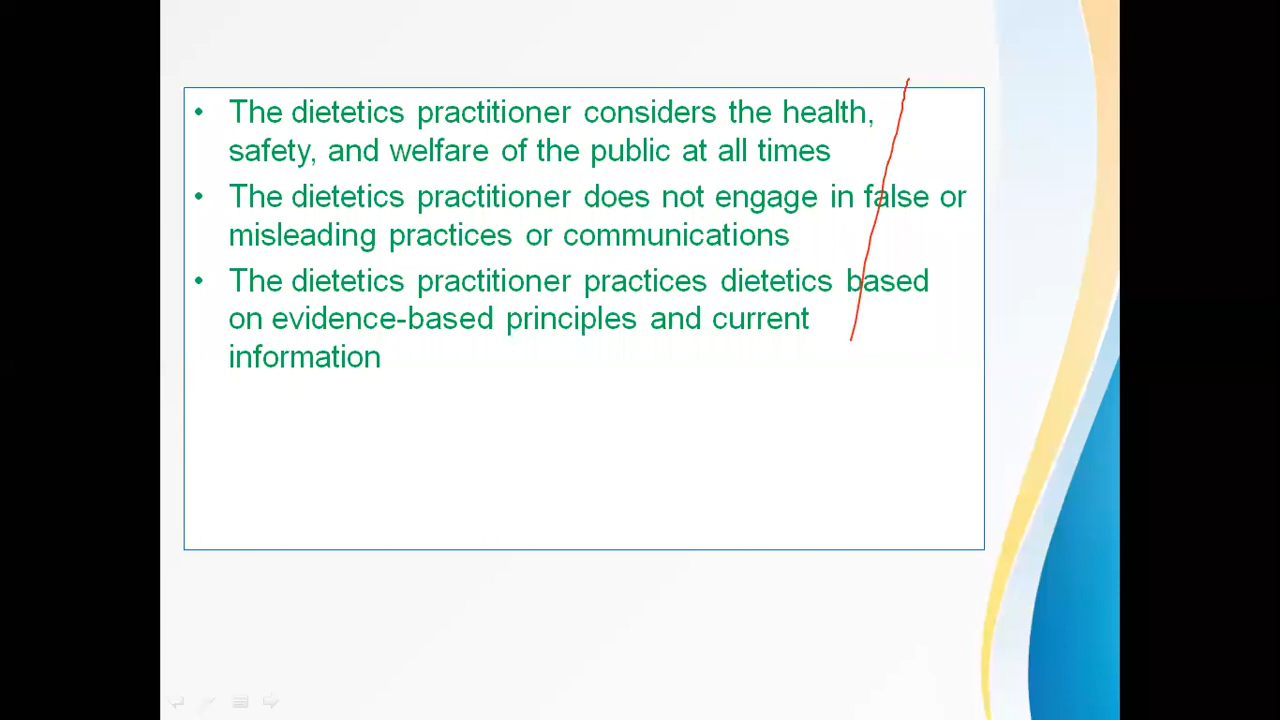 • The dietetics practitioner considers the health,
safety, and welfare of the public at all times
• The dietetics practitioner does not engage in false or
misleading practices or communications
• The dietetics practitioner practices dietetics based
on evidence-based principles and current
information